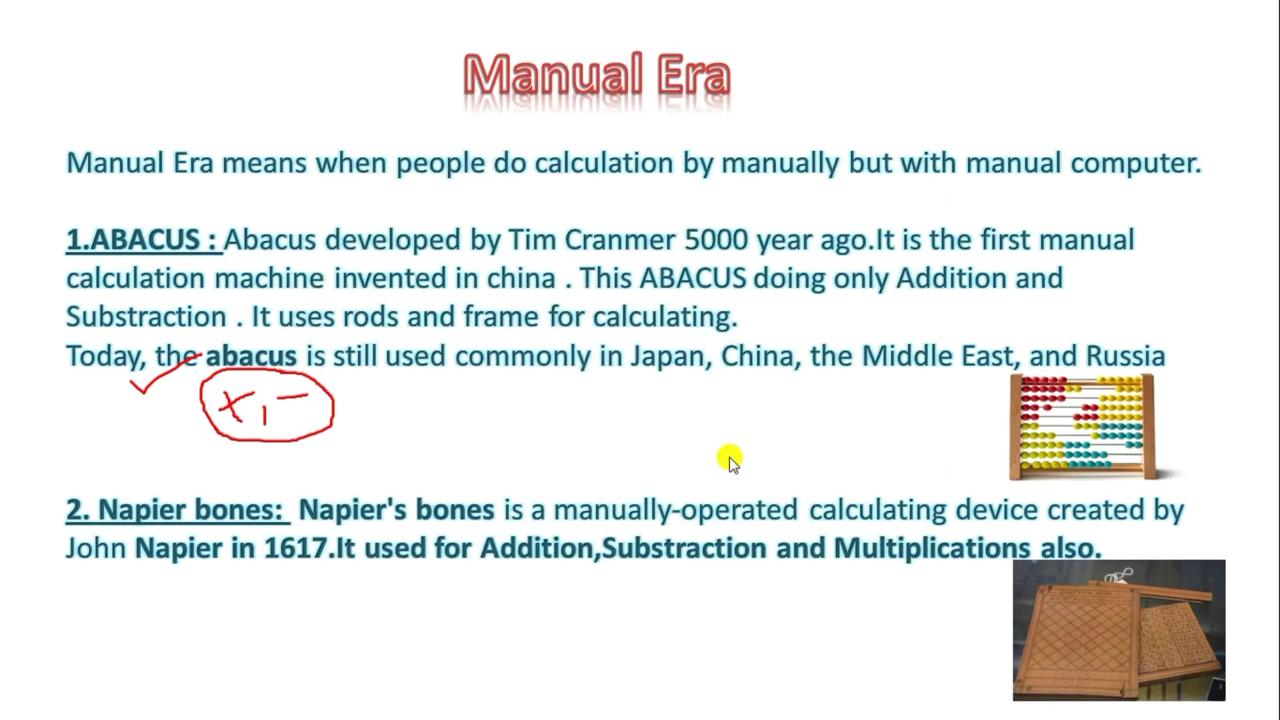 Manual Era
Manual Era means when people do calculation by manually but with manual computer.
1.ABACUS : Abacus developed by Tim Cranmer 5000 year ago.It is the first manual
calculation machine invented in china . This ABACUS doing only Addition and
Substraction . It uses rods and frame for calculating.
Today, the abacus is still used commonly in Japan, China, the Middle East, and Russia
+, -
2. Napier bones: Napier's bones is a manually-operated calculating device created by
John Napier in 1617.It used for Addition,Substraction and Multiplications also.